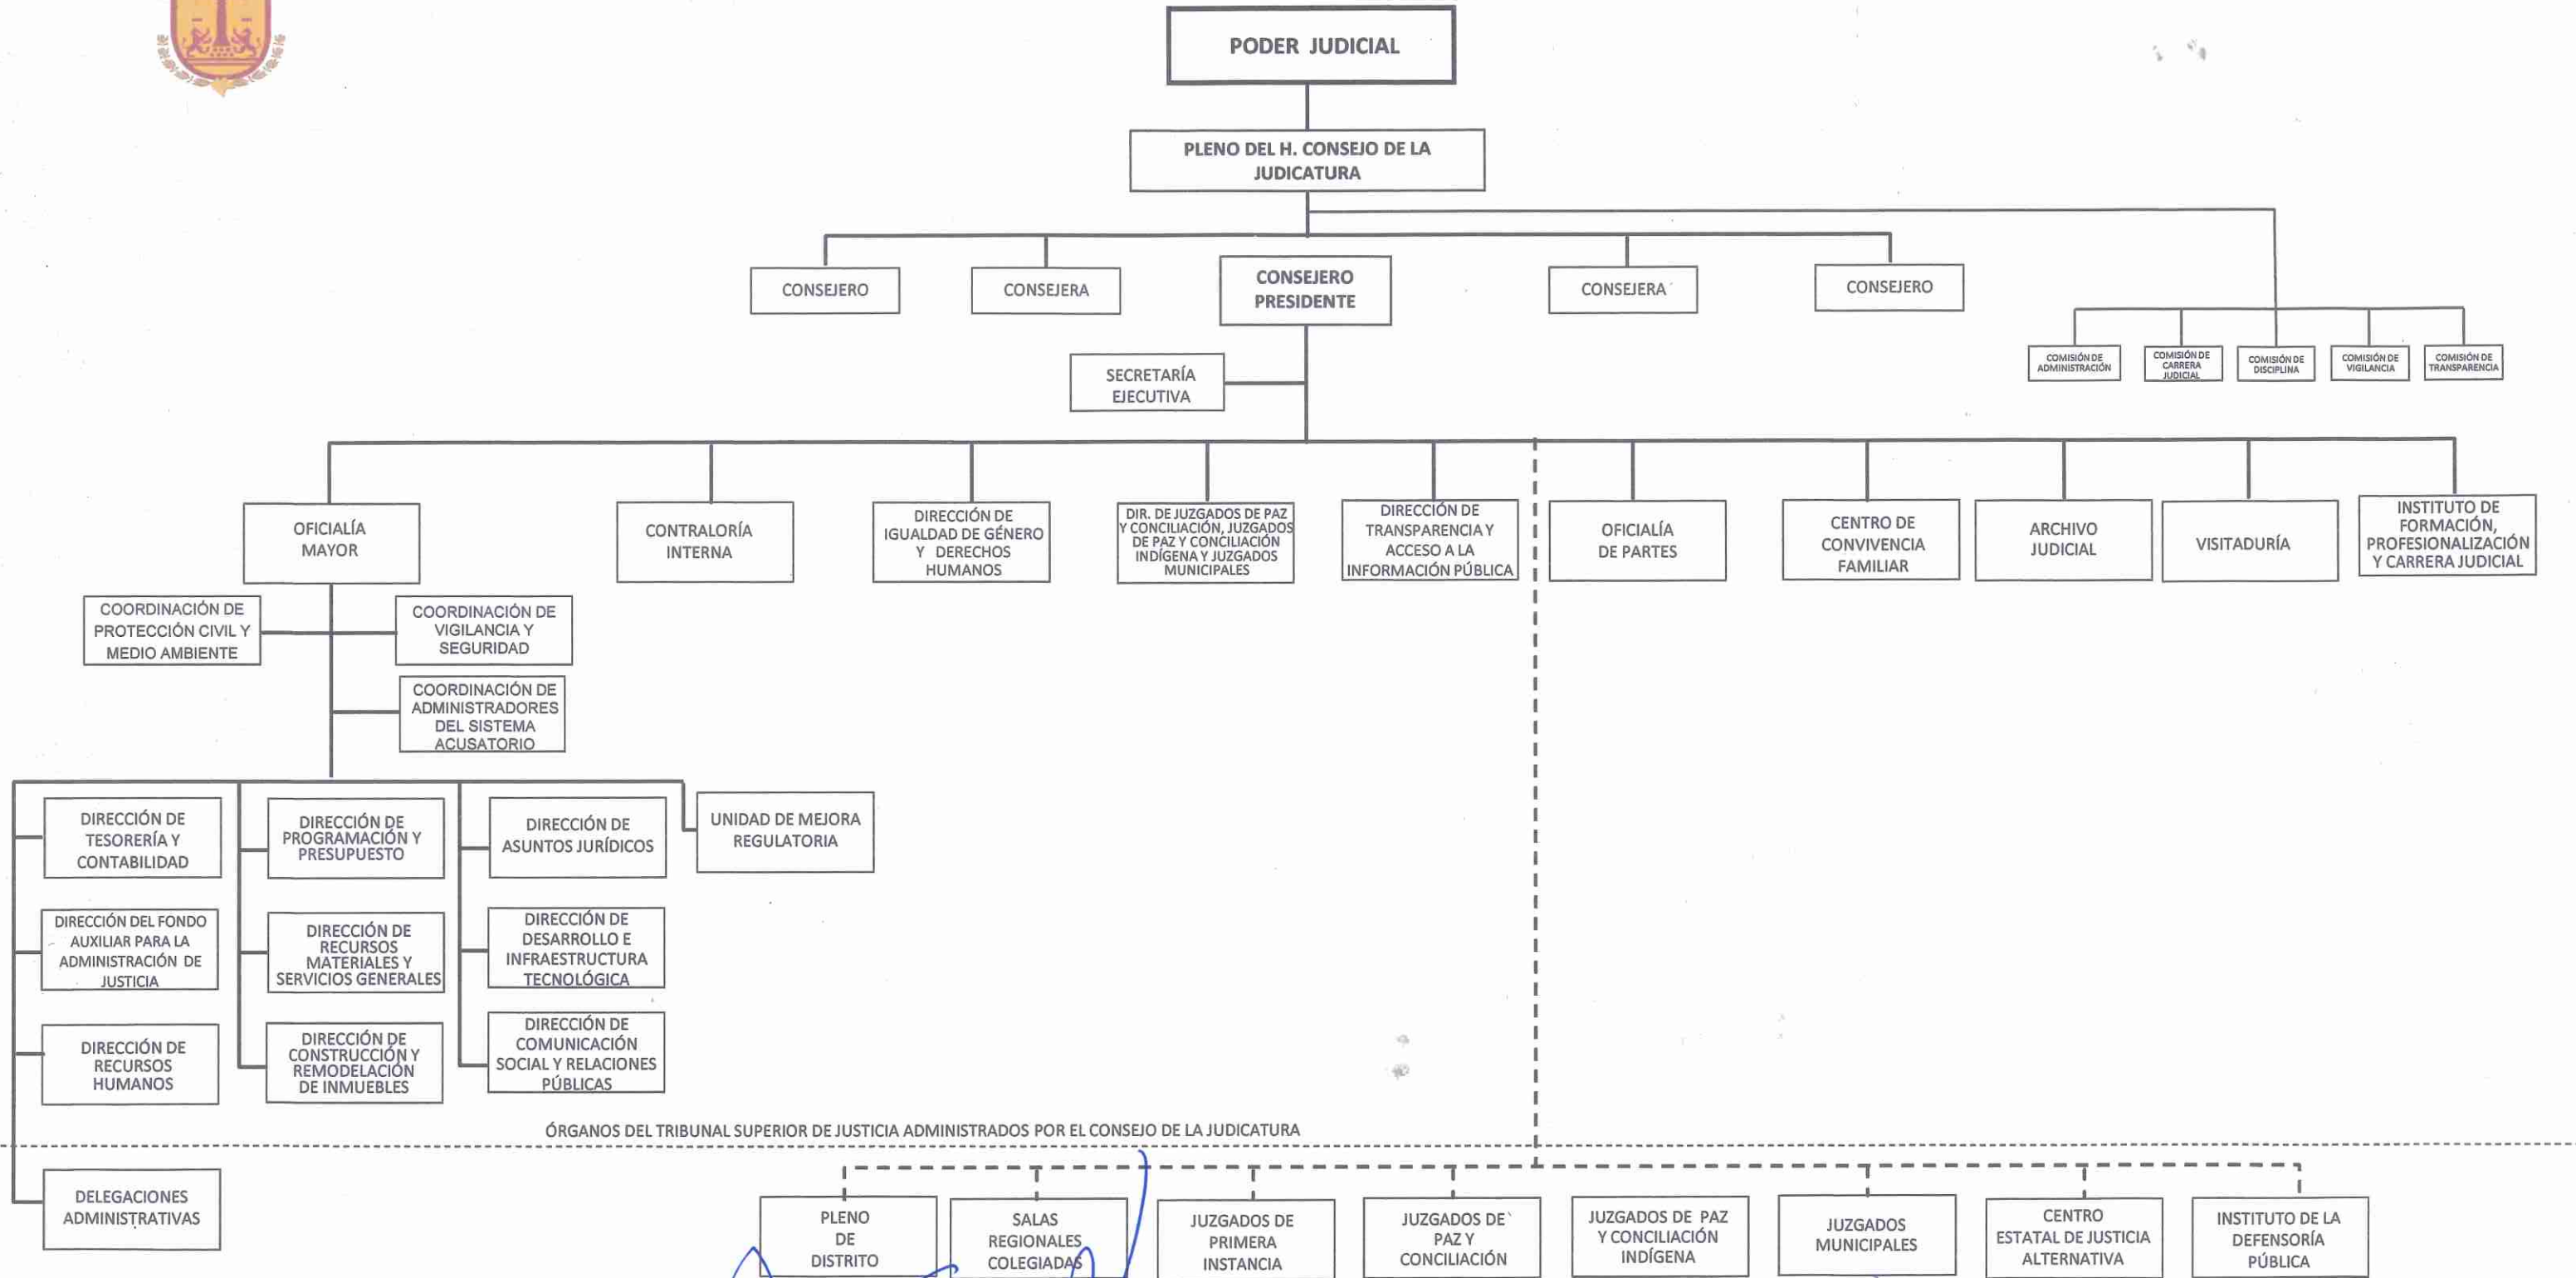 PODER JUDICIAL
PLENO DEL H. CONSEJO DE LA
JUDICATURA
CONSEJERO
CONSEJERA
CONSEJERO
PRESIDENTE
CONSEJERA
CONSEJERO
SECRETARÍA
EJECUTIVA
COMISIÓN DE
ADMINISTRACIÓN
COMISIÓN DE
CARRERA
JUDICIAL
COMISIÓN DE
DISCIPLINA
COMISIÓN DE
VIGILANCIA
COMISIÓN DE
TRANSPARENCIA
OFICIALÍA
MAYOR
CONTRALORÍA
INTERNA
DIRECCIÓN DE
IGUALDAD DE GÉNERO
Y DERECHOS
HUMANOS
DIR. DE JUZGADOS DE PAZ
Y CONCILIACIÓN, JUZGADOS
DE PAZ Y CONCILIACIÓN
INDÍGENA Y JUZGADOS
MUNICIPALES
DIRECCIÓN DE
TRANSPARENCIA Y
ACCESO A LA
INFORMACIÓN PÚBLICA
OFICIALÍA
DE PARTES
CENTRO DE
CONVIVENCIA
FAMILIAR
ARCHIVO
JUDICIAL
VISITADURÍA
INSTITUTO DE
FORMACIÓN,
PROFESIONALIZACIÓN
Y CARRERA JUDICIAL
COORDINACIÓN DE
PROTECCIÓN CIVIL Y
MEDIO AMBIENTE
COORDINACIÓN DE
VIGILANCIA Y
SEGURIDAD
COORDINACIÓN DE
ADMINISTRADORES
DEL SISTEMA
ACUSATORIO
DIRECCIÓN DE
TESORERÍA Y
CONTABILIDAD
DIRECCIÓN DE
PROGRAMACIÓN Y
PRESUPUESTO
DIRECCIÓN DE
ASUNTOS JURÍDICOS
UNIDAD DE MEJORA
REGULATORIA
DIRECCIÓN DEL FONDO
AUXILIAR PARA LA
ADMINISTRACIÓN DE
JUSTICIA
DIRECCIÓN DE
RECURSOS
MATERIALES Y
SERVICIOS GENERALES
DIRECCIÓN DE
DESARROLLO E
INFRAESTRUCTURA
TECNOLÓGICA
DIRECCIÓN DE
RECURSOS
HUMANOS
DIRECCIÓN DE
CONSTRUCCIÓN Y
REMODELACIÓN
DE INMUEBLES
DIRECCIÓN DE
COMUNICACIÓN
SOCIAL Y RELACIONES
PÚBLICAS
ÓRGANOS DEL TRIBUNAL SUPERIOR DE JUSTICIA ADMINISTRADOS POR EL CONSEJO DE LA JUDICATURA
DELEGACIONES
ADMINISTRATIVAS
PLENO
DE
DISTRITO
SALAS
REGIONALES
COLEGIADAS
JUZGADOS DE
PRIMERA
INSTANCIA
JUZGADOS DE
PAZ Y
CONCILIACIÓN
JUZGADOS DE PAZ
Y CONCILIACIÓN
INDÍGENA
JUZGADOS
MUNICIPALES
CENTRO
ESTATAL DE JUSTICIA
ALTERNATIVA
INSTITUTO DE LA
DEFENSORÍA
PÚBLICA